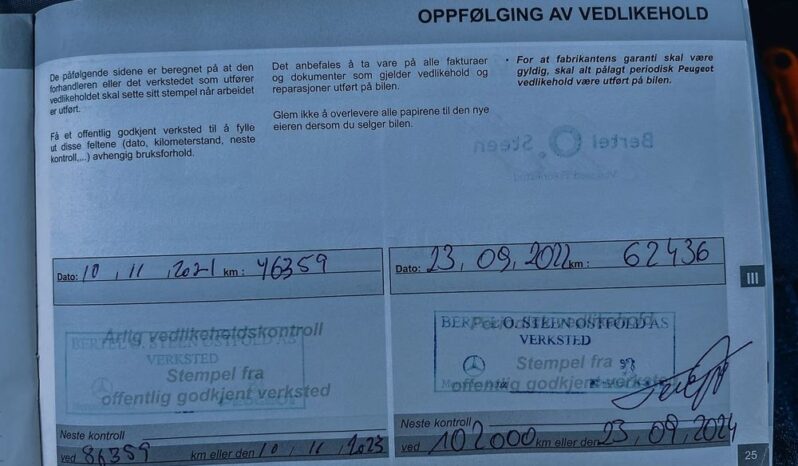 OPPFØLGING AV VEDLIKEHOLD
De påfølgende sidene er beregnet på at den
forhandleren eller det verkstedet som utfører
vedlikeholdet skal sette sitt stempel når arbeidet
er utført.
Få et offentlig godkjent verksted til å fylle
ut disse feltene (dato, kilometerstand, neste
kontroll,...) avhengig bruksforhold.
Det anbefales å ta vare på alle fakturaer
og dokumenter som gjelder vedlikehold og
reparasjoner utført på bilen.
Glem ikke å overlevere alle papirene til den nye
eieren dersom du selger bilen.
• For at fabrikantens garanti skal være
gyldig, skal alt pålagt periodisk Peugeot
vedlikehold være utført på bilen.
Bertel O. Steen
Dato: 10, 11, 2021 km: 46359
Årlig vedlikeholdskontroll
BERTEL O. STEEN ØSTFOLD AS
VERKSTED
Stempel fra
offentlig godkjent verksted
PEUGEOT
Neste kontroll
ved 86359 km eller den 10, 11, 2023
Dato: 23, 09, 2022 km: 62436
BERTEL O. STEEN ØSTFOLD AS
VERKSTED
Stempel fra
offentlig godkjent verksted
Neste kontroll
ved 102000 km eller den 23, 09, 2024
III
25